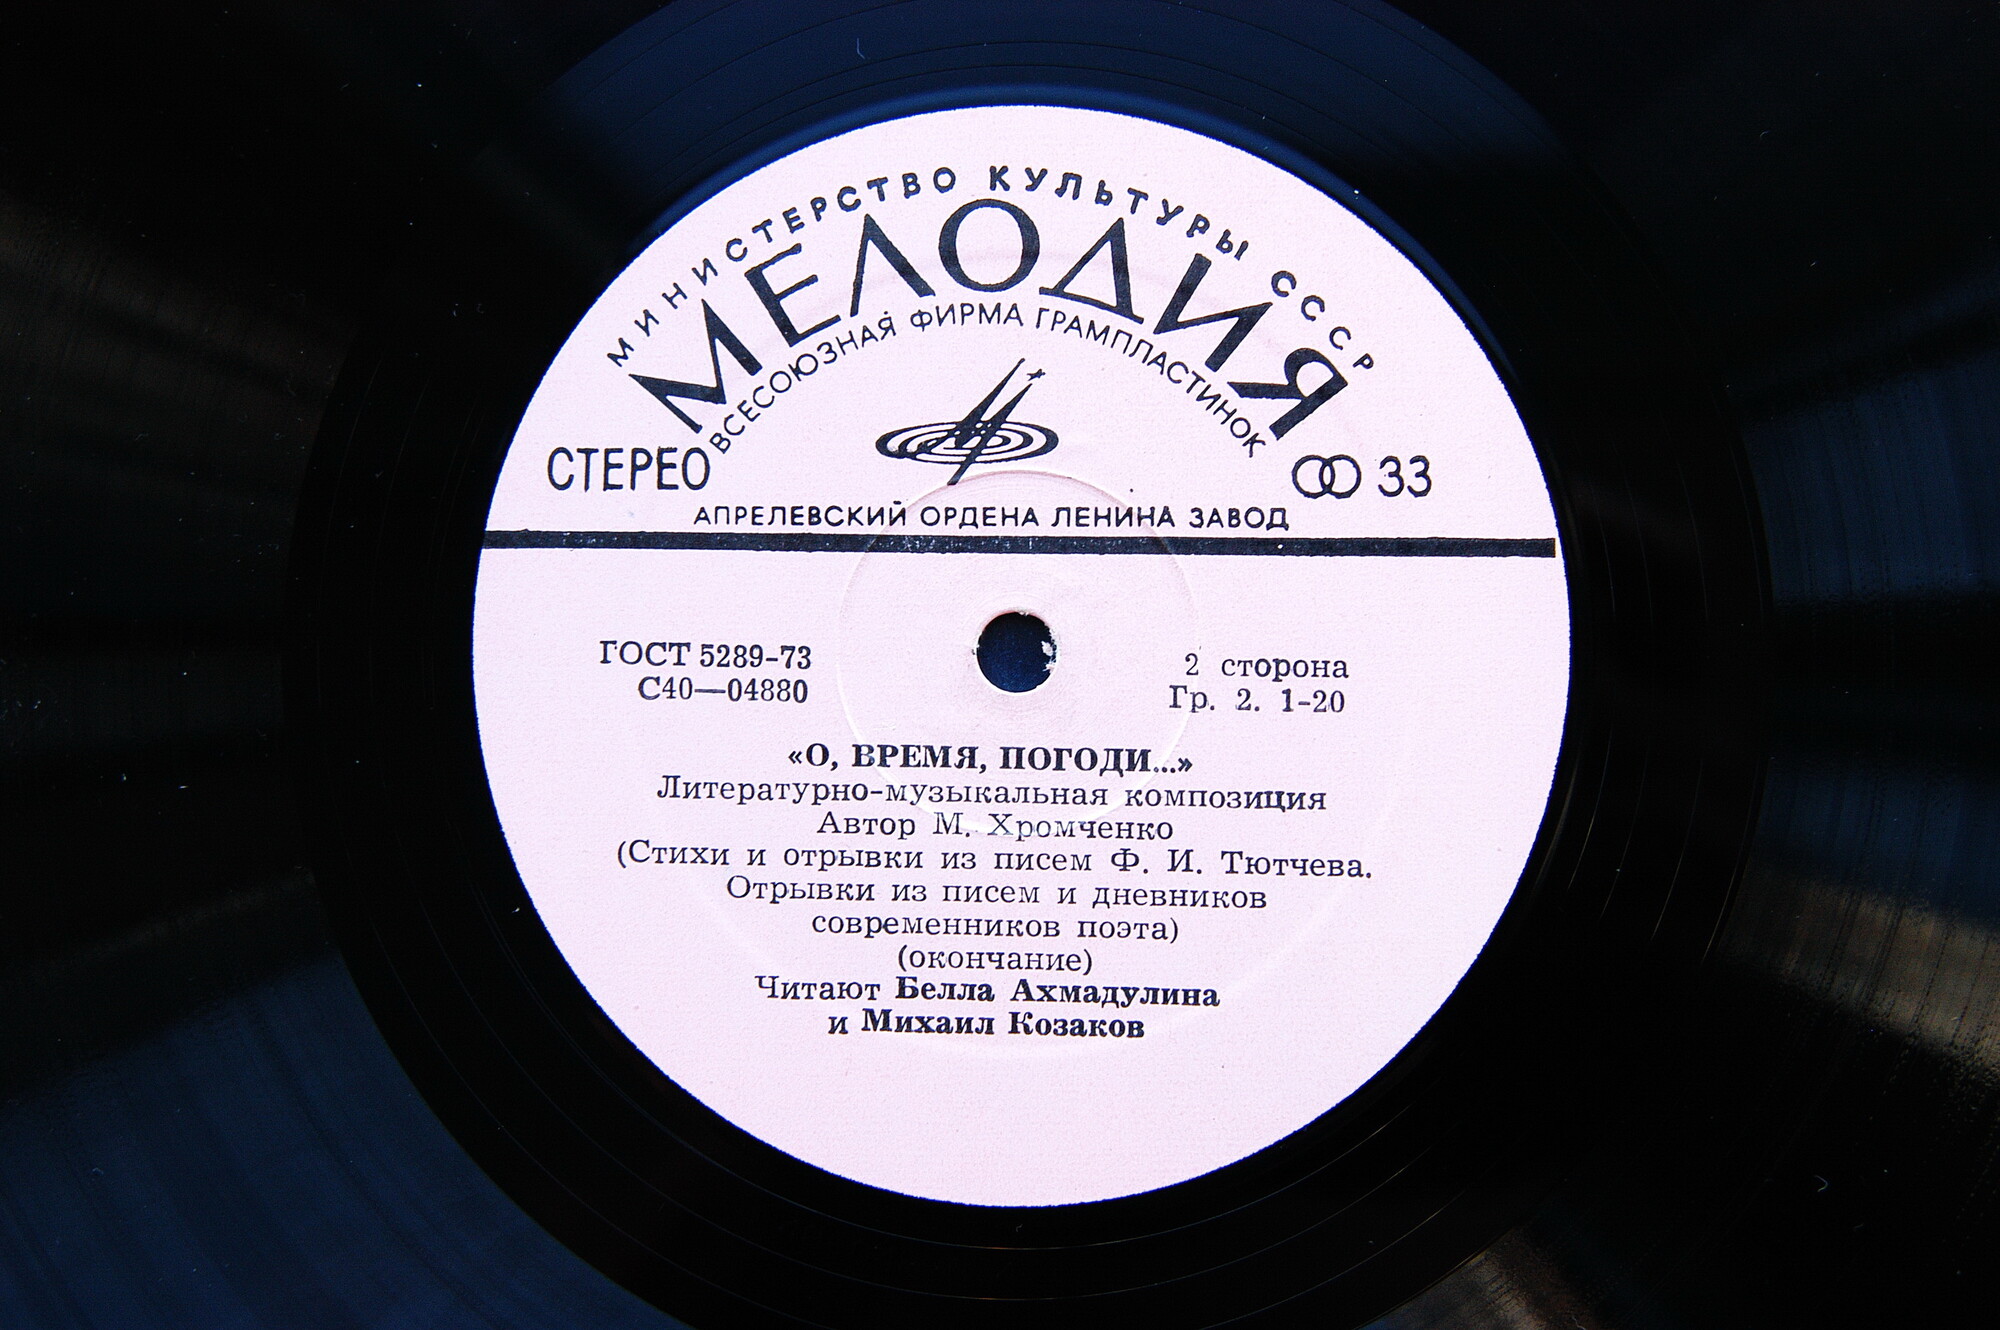 МИНИСТЕРСТВО КУЛЬТУРЫ СССР
МЕЛОДИЯ
ВСЕСОЮЗНАЯ ФИРМА ГРАМПЛАСТИНОК
СТЕРЕО
33
АПРЕЛЕВСКИЙ ОРДЕНА ЛЕНИНА ЗАВОД
ГОСТ 5289-73
С40—04880
2 сторона
Гр. 2. 1-20
«О, ВРЕМЯ, ПОГОДИ...»
Литературно-музыкальная композиция
Автор М. Хромченко
(Стихи и отрывки из писем Ф. И. Тютчева.
Отрывки из писем и дневников
современников поэта)
(окончание)
Читают Белла Ахмадулина
и Михаил Козаков